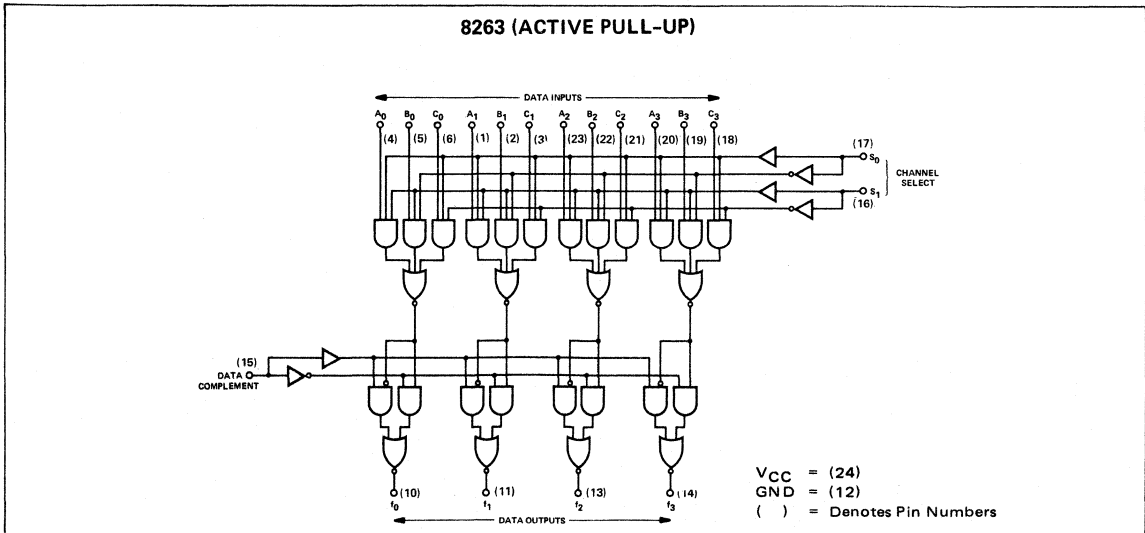 8263 (ACTIVE PULL-UP)
DATA INPUTS
A0 B0 C0 A1 B1 C1 A2 B2 C2 A3 B3 C3
(4) (5) (6) (1) (2) (3) (23) (22) (21) (20) (19) (18)
(17)
S0
CHANNEL
SELECT
S1
(16)
(15)
DATA
COMPLEMENT
(10) (11) (13) (14)
f0 f1 f2 f3
DATA OUTPUTS
VCC = (24)
GND = (12)
( ) = Denotes Pin Numbers